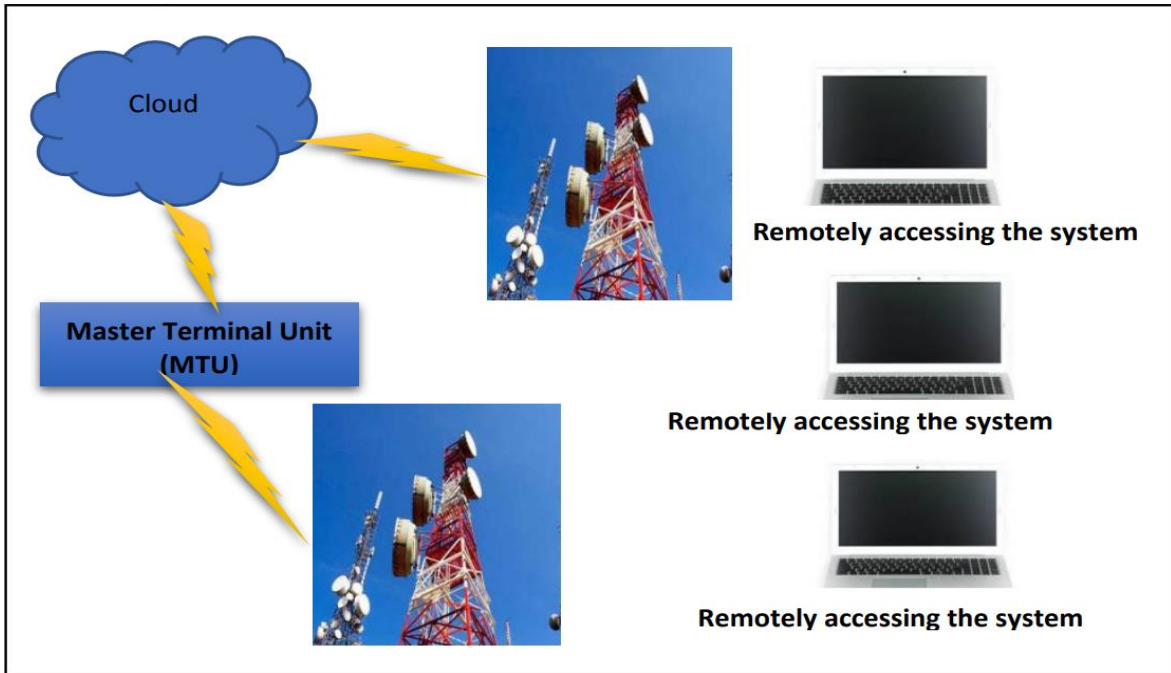 Cloud
Remotely accessing the system
Master Terminal Unit
(MTU)
Remotely accessing the system
Remotely accessing the system